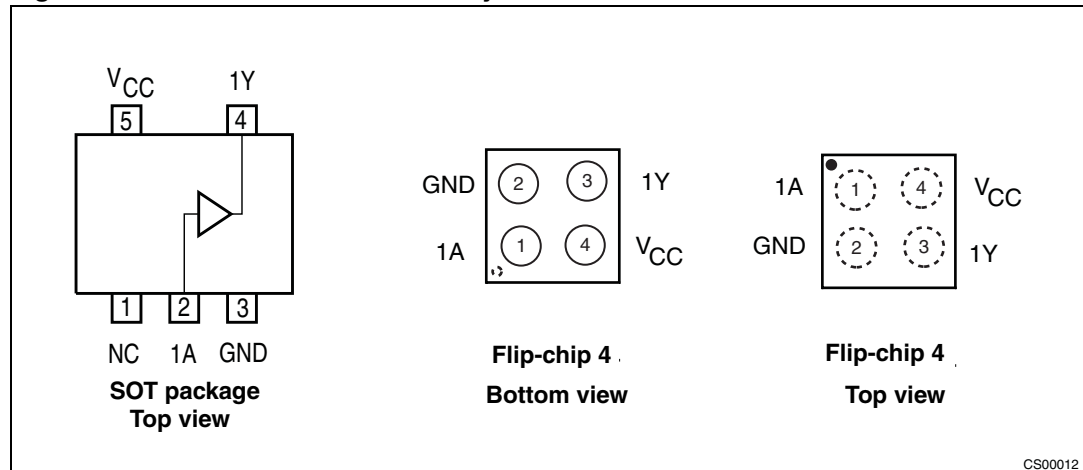 VCC 1Y
5 4
1 2 3
NC 1A GND
SOT package
Top view
GND 2 3 1Y
1A 1 4 VCC
Flip-chip 4
Bottom view
1A 1 4 VCC
GND 2 3 1Y
Flip-chip 4
Top view
CS00012